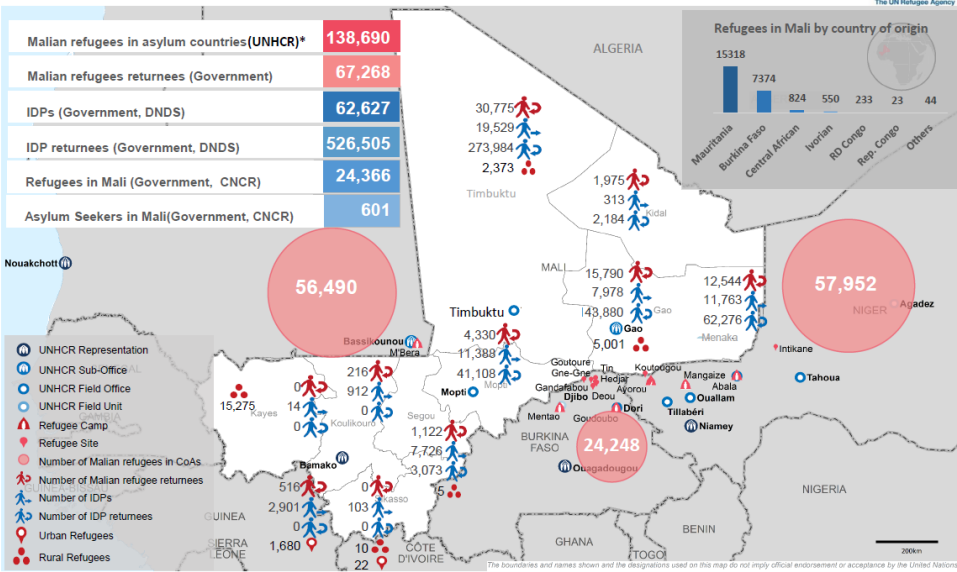 The UN Refugee Agency
Malian refugees in asylum countries(UNHCR)* 138,690
Malian refugees returnees (Government) 67,268
IDPs (Government, DNDS) 62,627
IDP returnees (Government, DNDS) 526,505
Refugees in Mali (Government, CNCR) 24,366
Asylum Seekers in Mali(Government, CNCR) 601
Refugees in Mali by country of origin
15318
7374
824
550
233
23
44
Mauritania
Burkina Faso
Central African
Ivorian
RD Congo
Rep. Congo
Others
ALGERIA
30,775
19,529
273,984
2,373
Timbuktu
1,975
313
2,184
Kidal
Nouakchott
56,490
MALI
15,790
7,978
143,880
Gao
Gao
5,001
12,544
11,763
62,276
Menaka
57,952
NIGER
Agadez
Timbuktu
4,330
11,388
41,108
Mopti
Mopti
Bassikounou
M'Bera
Intikane
Goutoure
Gne-Gne
Tin
Hedjar
Koutougou
Gandafabou
Ayorou
Mangaize
Abala
Djibo
Deou
Ouallam
Tahoua
Mentao
Dori
Goudoubo
Tillabéri
Niamey
15,275
Kayes
0
14
0
216
912
0
Koulikouro
Segou
1,122
7,726
3,073
5
BURKINA
FASO
24,248
Ouagadougou
Bamako
516
2,901
0
1,680
0
103
0
10
22
UNHCR Representation
UNHCR Sub-Office
UNHCR Field Office
UNHCR Field Unit
Refugee Camp
Refugee Site
Number of Malian refugees in CoAs
Number of Malian refugee returnees
Number of IDPs
Number of IDP retumees
Urban Refugees
Rural Refugees
GAMBIA
GUINEA-BISSAU
GUINEA
SIERRA
LEONE
CÔTE
D'IVOIRE
GHANA
TOGO
BENIN
NIGERIA
200km
The boundaries and names shown and the designations used on this map do not imply official endorsement or acceptance by the United Nations